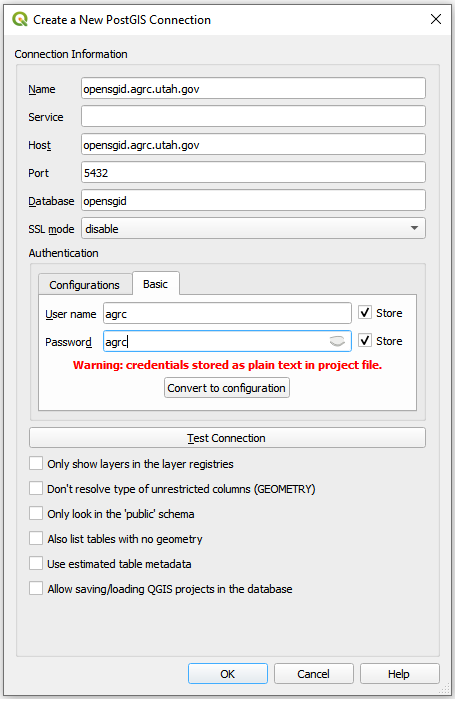 Create a New PostGIS Connection
Connection Information
Name opensgid.agrc.utah.gov
Service
Host opensgid.agrc.utah.gov
Port 5432
Database opensgid
SSL mode disable
Authentication
Configurations Basic
User name agrc Store
Password agrc Store
Warning: credentials stored as plain text in project file.
Convert to configuration
Test Connection
Only show layers in the layer registries
Don't resolve type of unrestricted columns (GEOMETRY)
Only look in the 'public' schema
Also list tables with no geometry
Use estimated table metadata
Allow saving/loading QGIS projects in the database
OK Cancel Help